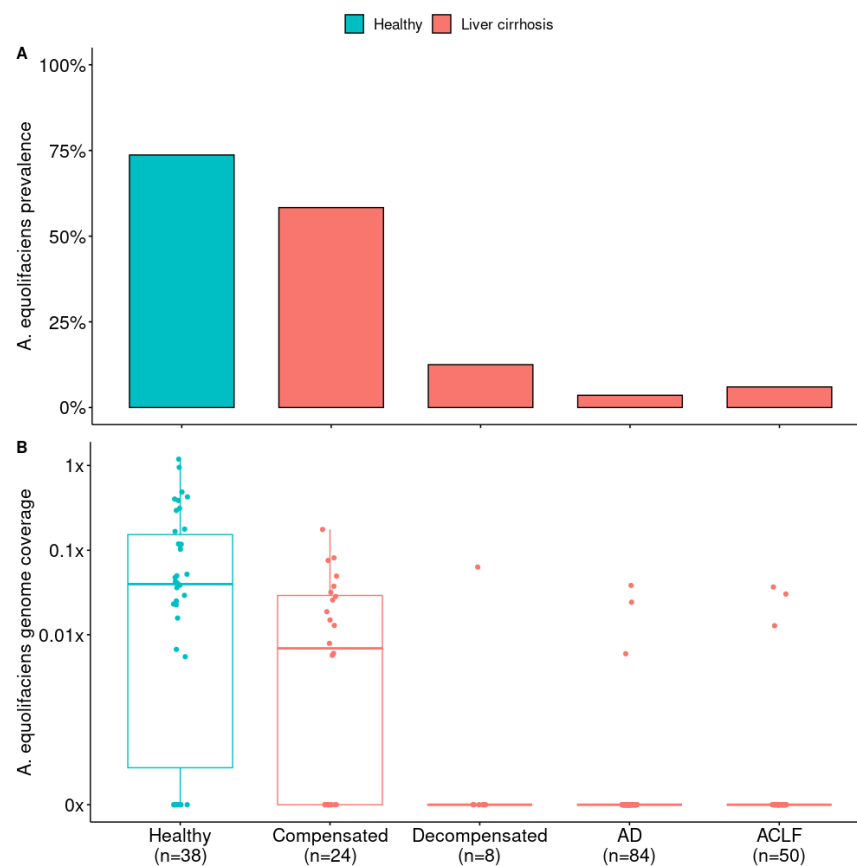 Healthy Liver cirrhosis
A
A. equolifaciens prevalence
100%
75%
50%
25%
0%
B
A. equolifaciens genome coverage
1x
0.1x
0.01x
0x
Healthy Compensated Decompensated AD ACLF
(n=38) (n=24) (n=8) (n=84) (n=50)